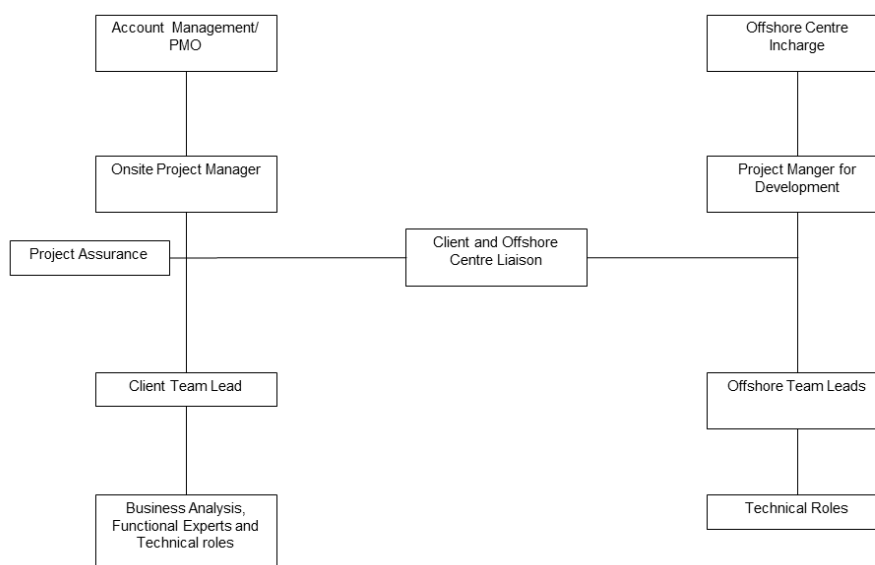 Account Management/
PMO
Offshore Centre
Incharge
Onsite Project Manager
Project Manger for
Development
Project Assurance
Client and Offshore
Centre Liaison
Client Team Lead
Offshore Team Leads
Business Analysis,
Functional Experts and
Technical roles
Technical Roles